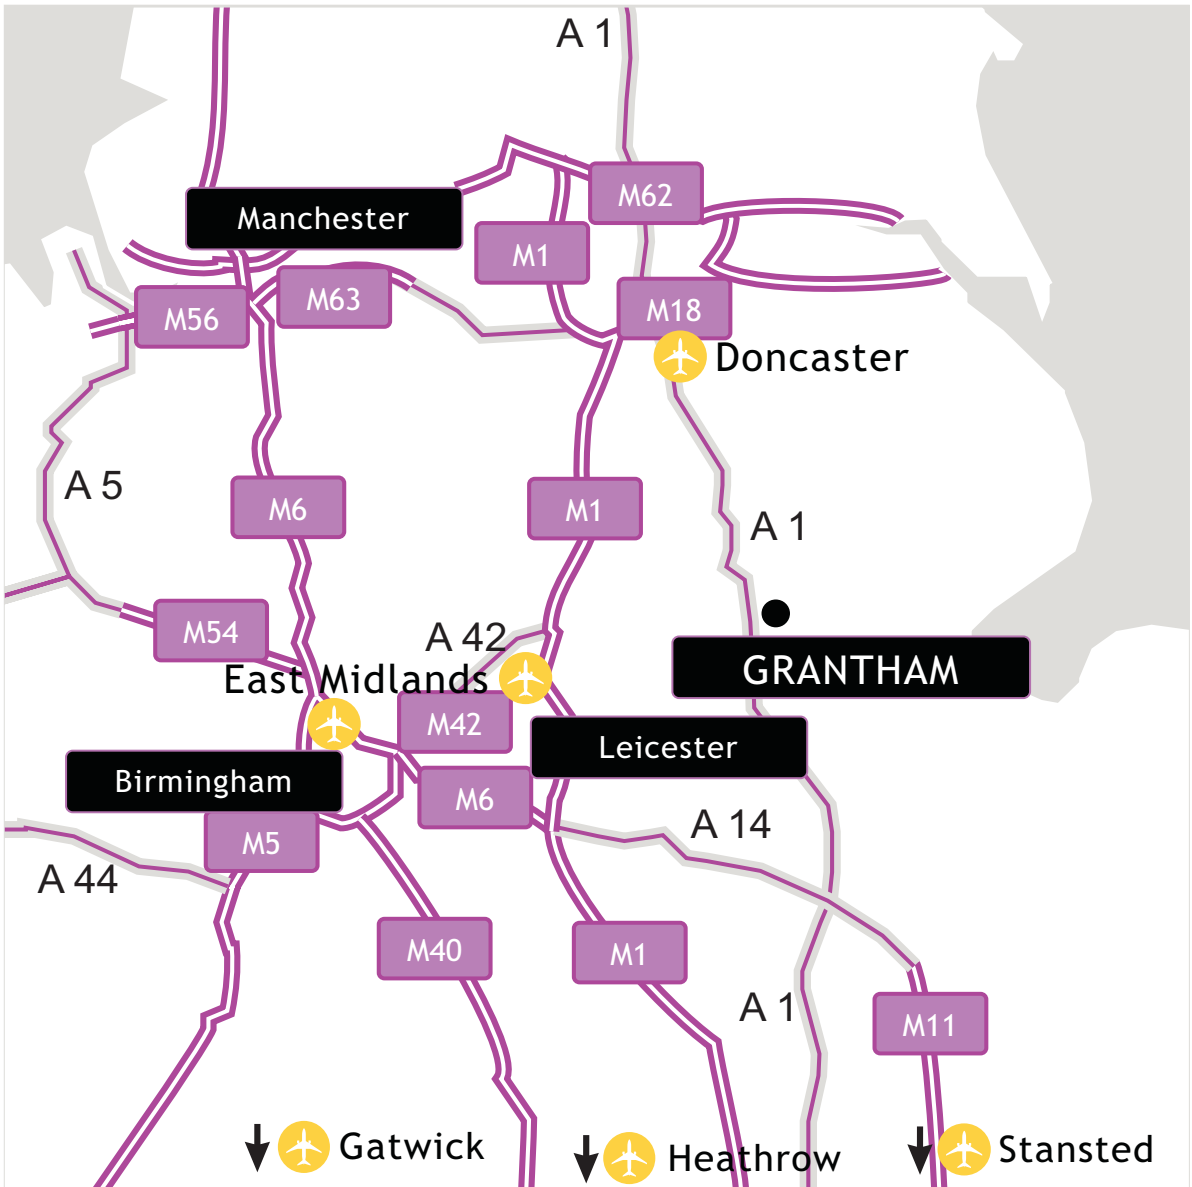 A 1
M62
Manchester
M1
M56
M63
M18
Doncaster
A 5
M6
M1
A 1
M54
A 42
East Midlands
GRANTHAM
M42
Leicester
Birmingham
M6
A 14
M5
A 44
M40
M1
A 1
M11
Gatwick
Heathrow
Stansted